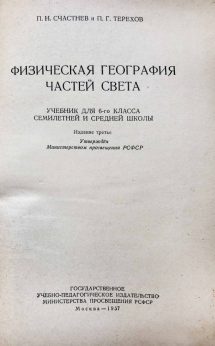 П. Н. СЧАСТНЕВ и П. Г. ТЕРЕХОВ
ФИЗИЧЕСКАЯ ГЕОГРАФИЯ
ЧАСТЕЙ СВЕТА
УЧЕБНИК ДЛЯ 6-го КЛАССА
СЕМИЛЕТНЕЙ И СРЕДНЕЙ ШКОЛЫ
Издание третье
Утверждён
Министерством просвещения РСФСР
ГОСУДАРСТВЕННОЕ
УЧЕБНО-ПЕДАГОГИЧЕСКОЕ ИЗДАТЕЛЬСТВО
МИНИСТЕРСТВА ПРОСВЕЩЕНИЯ РСФСР
Москва—1937